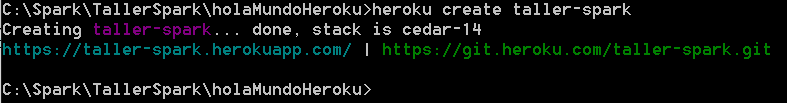 C:\Spark\TallerSpark\holaMundoHeroku>heroku create taller-spark
Creating taller-spark... done, stack is cedar-14
https://taller-spark.herokuapp.com/ | https://git.heroku.com/taller-spark.git
C:\Spark\TallerSpark\holaMundoHeroku>